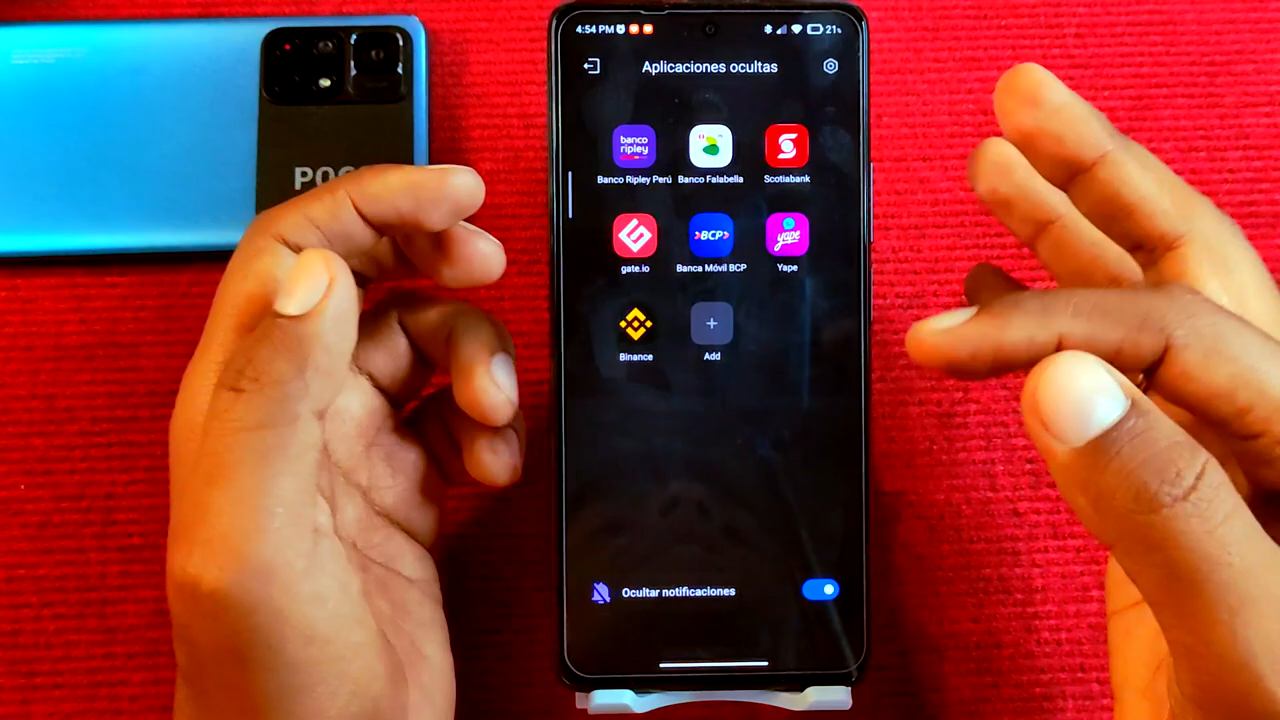 4:54 PM
21%
Aplicaciones ocultas
banco ripley
Banco Ripley Perú
Banco Falabella
Scotiabank
BCP
yape
gate.io
Banca Móvil BCP
Yape
Binance
Add
Ocultar notificaciones